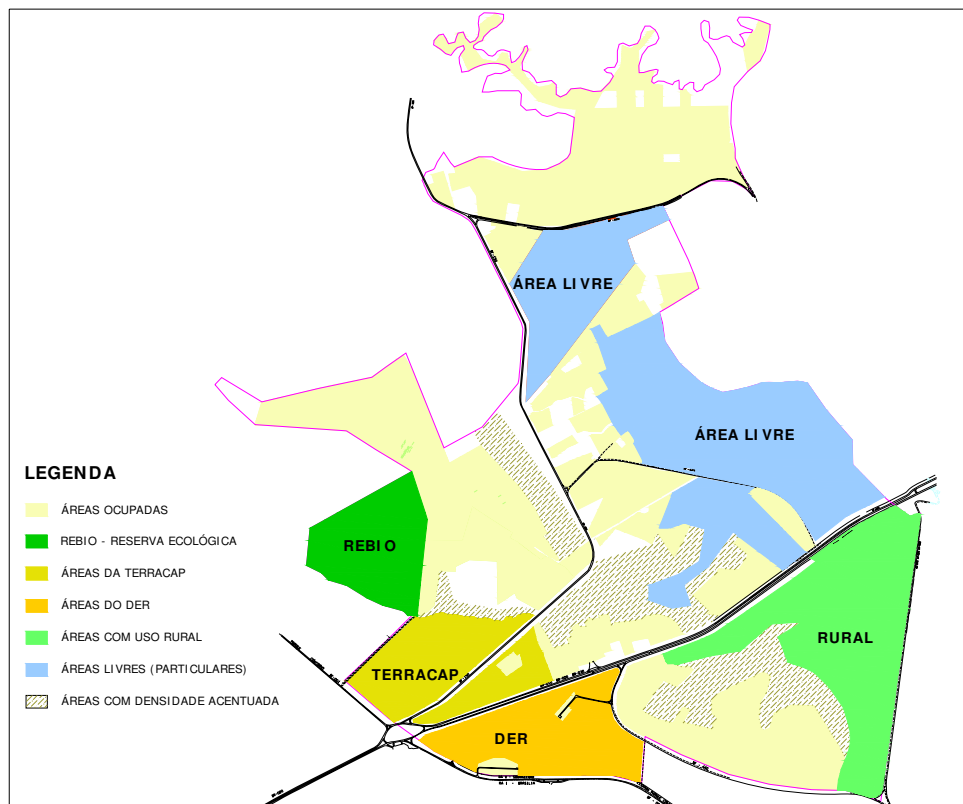 ÁREA LIVRE
ÁREA LIVRE
LEGENDA
ÁREAS OCUPADAS
REBIO - RESERVA ECOLÓGICA
ÁREAS DA TERRACAP
ÁREAS DO DER
ÁREAS COM USO RURAL
ÁREAS LIVRES (PARTICULARES)
ÁREAS COM DENSIDADE ACENTUADA
REBIO
RURAL
TERRACAP
DER